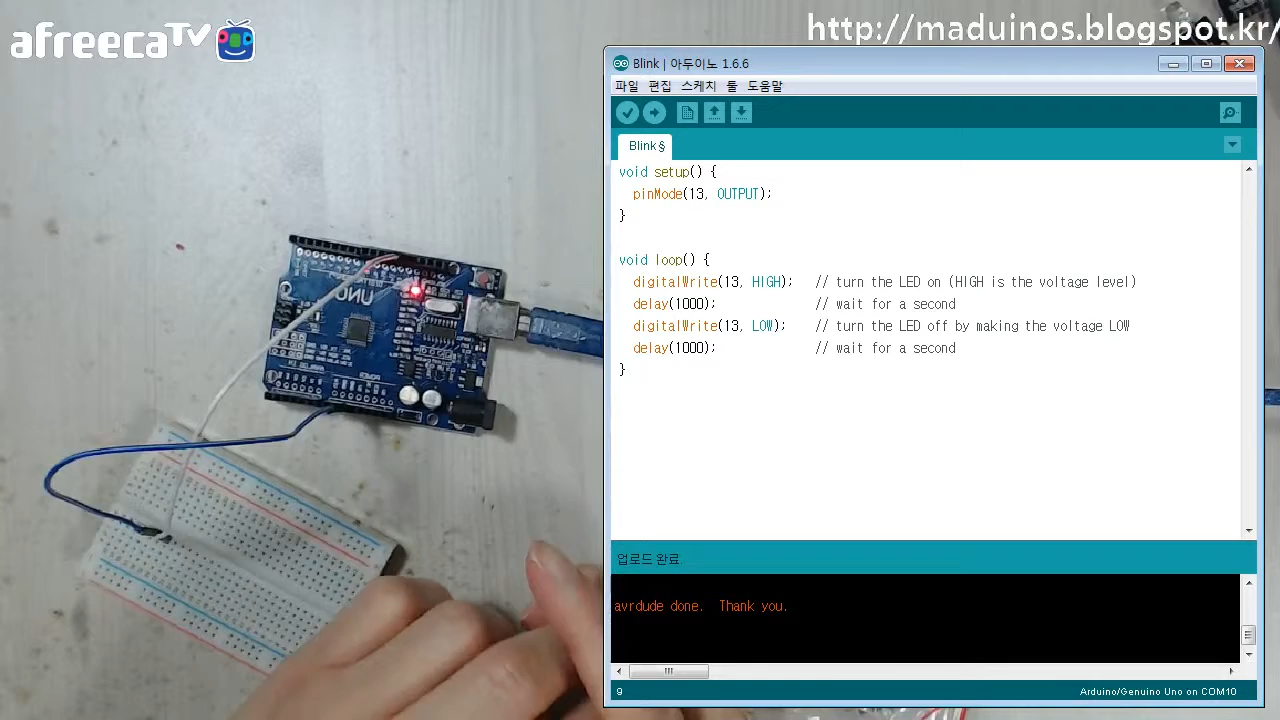 afreecaTV
http://maduinos.blogspot.kr/
Blink | 아두이노 1.6.6
파일 편집 스케치 툴 도움말
Blink§
void setup() {
pinMode(13, OUTPUT);
}
void loop() {
digitalWrite(13, HIGH); // turn the LED on (HIGH is the voltage level)
delay(1000); // wait for a second
digitalWrite(13, LOW); // turn the LED off by making the voltage LOW
delay(1000); // wait for a second
}
업로드 완료
avrdude done. Thank you.
9
Arduino/Genuino Uno on COM10
UNO